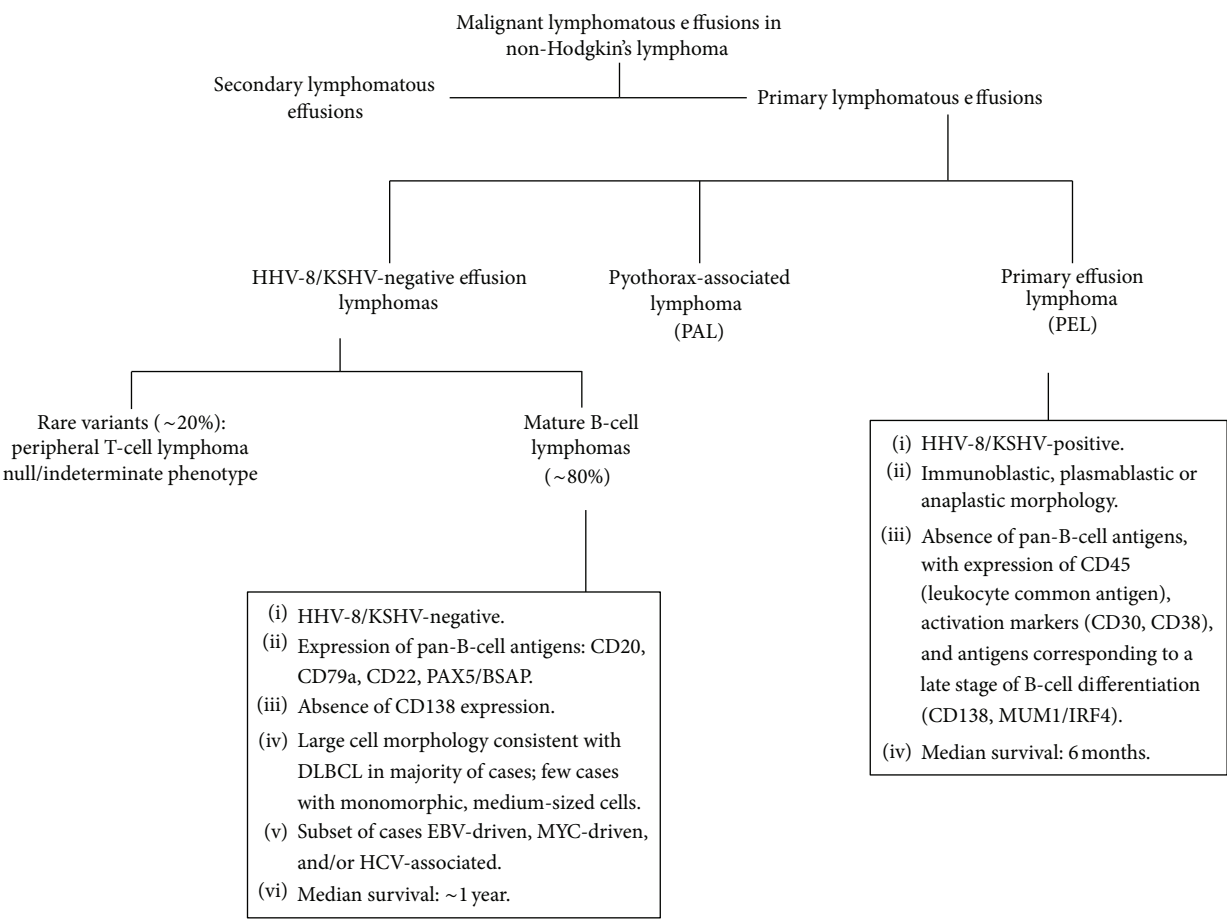 Malignant lymphomatous effusions in
non-Hodgkin's lymphoma
Secondary lymphomatous
effusions
Primary lymphomatous effusions
HHV-8/KSHV-negative effusion
lymphomas
Pyothorax-associated
lymphoma
(PAL)
Primary effusion
lymphoma
(PEL)
Rare variants (~20%):
peripheral T-cell lymphoma
null/indeterminate phenotype
Mature B-cell
lymphomas
(~80%)
(i) HHV-8/KSHV-negative.
(ii) Expression of pan-B-cell antigens: CD20,
CD79a, CD22, PAX5/BSAP.
(iii) Absence of CD138 expression.
(iv) Large cell morphology consistent with
DLBCL in majority of cases; few cases
with monomorphic, medium-sized cells.
(v) Subset of cases EBV-driven, MYC-driven,
and/or HCV-associated.
(vi) Median survival: ~1 year.
(i) HHV-8/KSHV-positive.
(ii) Immunoblastic, plasmablastic or
anaplastic morphology.
(iii) Absence of pan-B-cell antigens,
with expression of CD45
(leukocyte common antigen),
activation markers (CD30, CD38),
and antigens corresponding to a
late stage of B-cell differentiation
(CD138, MUM1/IRF4).
(iv) Median survival: 6 months.